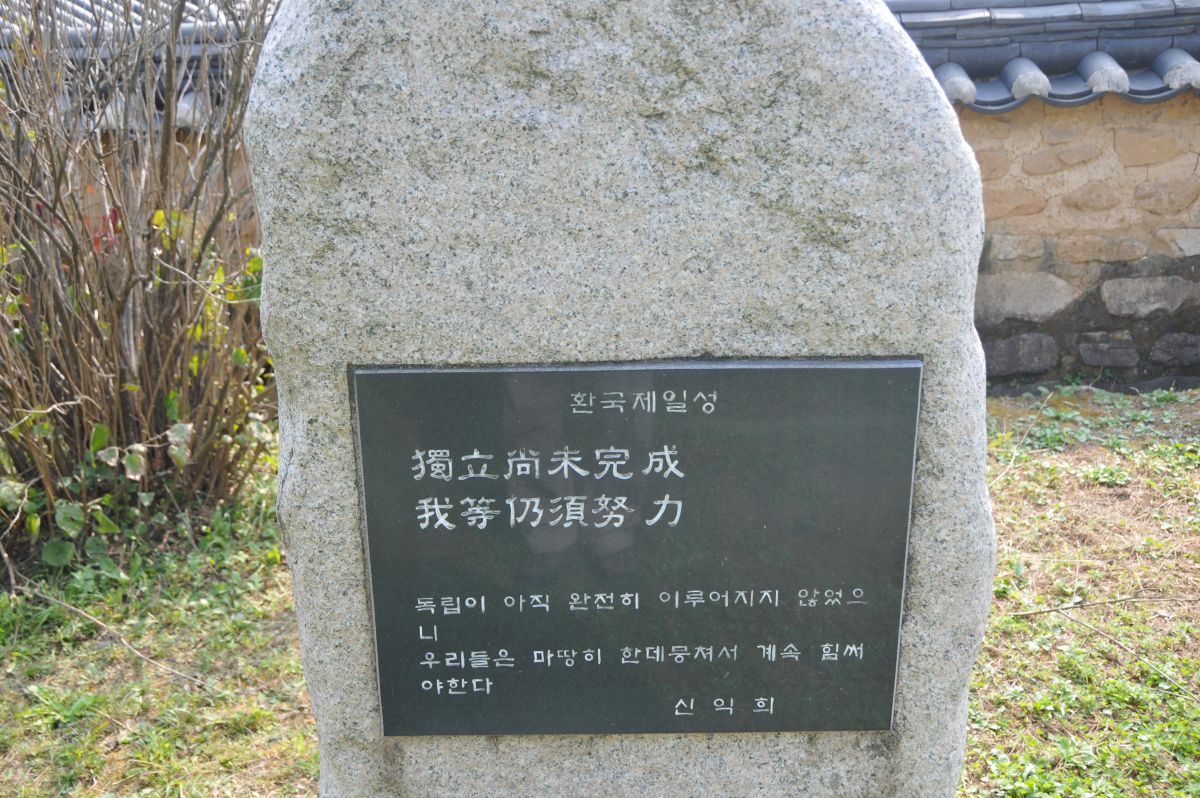 환국제일성
獨立尚未完成
我等仍須努力
독립이 아직 완전히 이루어지지 않았으
니
우리들은 마땅히 한데뭉쳐서 계속 힘써
야한다
신익희